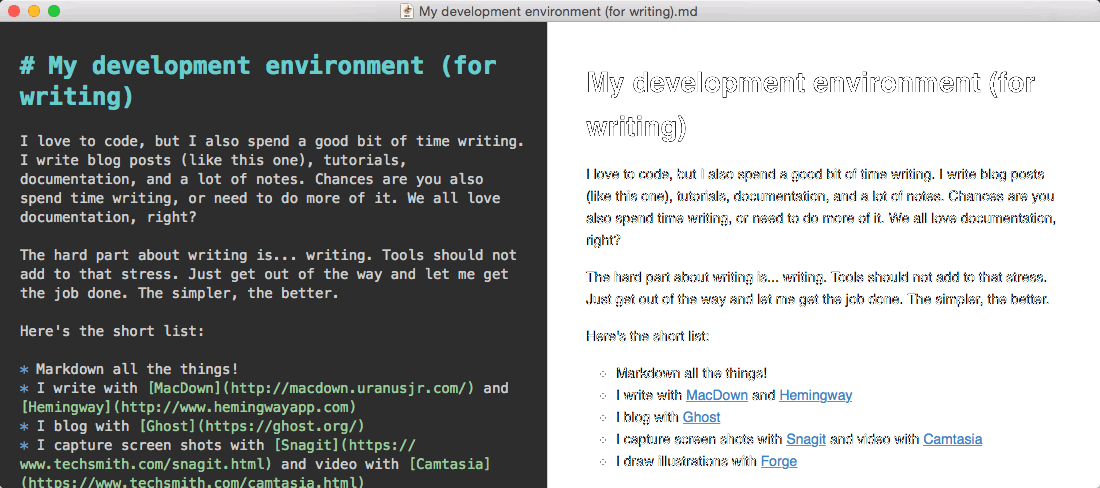 My development environment (for writing).md
# My development environment (for
writing)
I love to code, but I also spend a good bit of time writing.
I write blog posts (like this one), tutorials,
documentation, and a lot of notes. Chances are you also
spend time writing, or need to do more of it. We all love
documentation, right?
The hard part about writing is... writing. Tools should not
add to that stress. Just get out of the way and let me get
the job done. The simpler, the better.
Here's the short list:
* Markdown all the things!
* I write with [MacDown](http://macdown.uranusjr.com/) and
[Hemingway](http://www.hemingwayapp.com)
* I blog with [Ghost](https://ghost.org/)
* I capture screen shots with [Snagit](https://
www.techsmith.com/snagit.html) and video with [Camtasia]
(https://www.techsmith.com/camtasia.html)
My development environment (for
writing)
I love to code, but I also spend a good bit of time writing. I write blog posts
(like this one), tutorials, documentation, and a lot of notes. Chances are you
also spend time writing, or need to do more of it. We all love documentation,
right?
The hard part about writing is... writing. Tools should not add to that stress.
Just get out of the way and let me get the job done. The simpler, the better.
Here's the short list:
Markdown all the things!
I write with MacDown and Hemingway
I blog with Ghost
I capture screen shots with Snagit and video with Camtasia
I draw illustrations with Forge